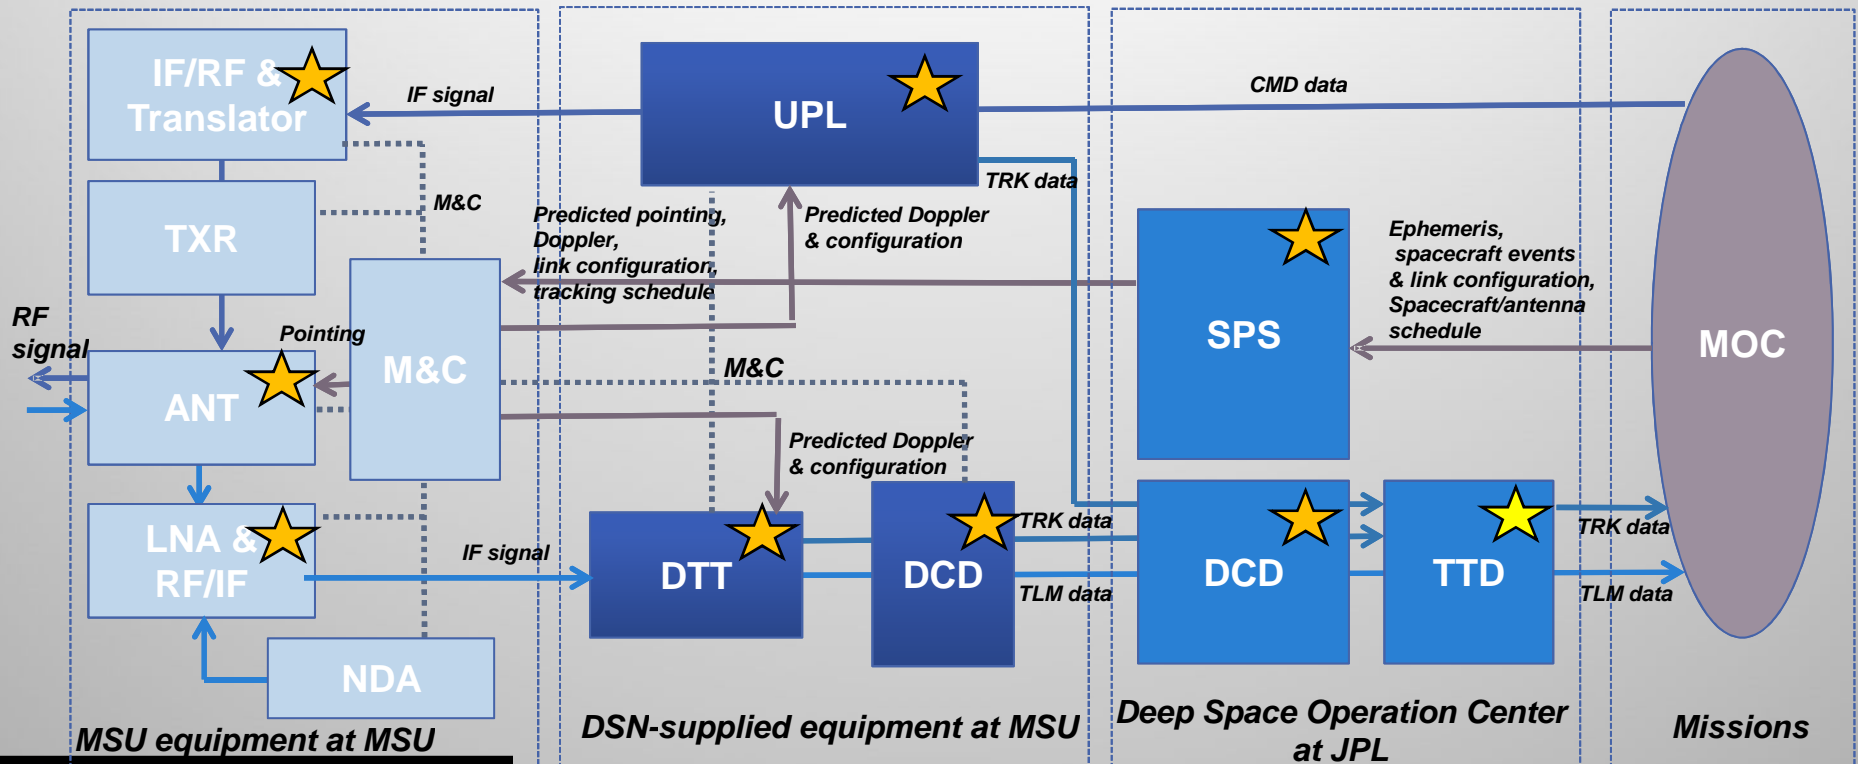 IF/RF &
Translator
TXR
RF
signal
ANT
Pointing
M&C
M&C
LNA &
RF/IF
NDA
MSU equipment at MSU
IF signal
UPL
Predicted pointing,
Doppler,
link configuration,
tracking schedule
Predicted Doppler
& configuration
TRK data
M&C
Predicted Doppler
& configuration
IF signal
DTT
DCD
TRK data
TLM data
DSN-supplied equipment at MSU
CMD data
SPS
Ephemeris,
spacecraft events
& link configuration,
Spacecraft/antenna
schedule
DCD
TTD
Deep Space Operation Center
at JPL
MOC
TRK data
TLM data
Missions